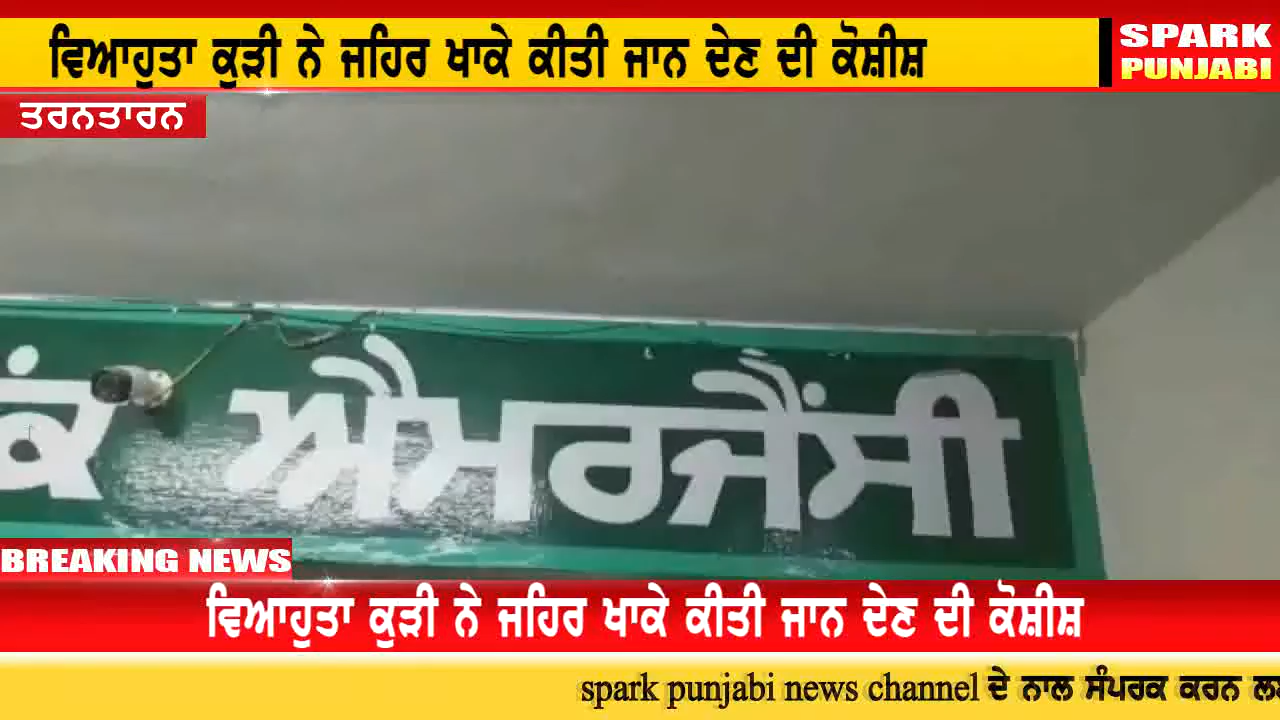 ਵਿਆਹੁਤਾ ਕੁੜੀ ਨੇ ਜਹਿਰ ਖਾਕੇ ਕੀਤੀ ਜਾਨ ਦੇਣ ਦੀ ਕੋਸ਼ੀਸ਼
SPARK
PUNJABI
ਤਰਨਤਾਰਨ
ਐਮਰਜੈਂਸੀ
BREAKING NEWS
ਵਿਆਹੁਤਾ ਕੁੜੀ ਨੇ ਜਹਿਰ ਖਾਕੇ ਕੀਤੀ ਜਾਨ ਦੇਣ ਦੀ ਕੋਸ਼ੀਸ਼
spark punjabi news channel ਦੇ ਨਾਲ ਸੰਪਰਕ ਕਰਨ